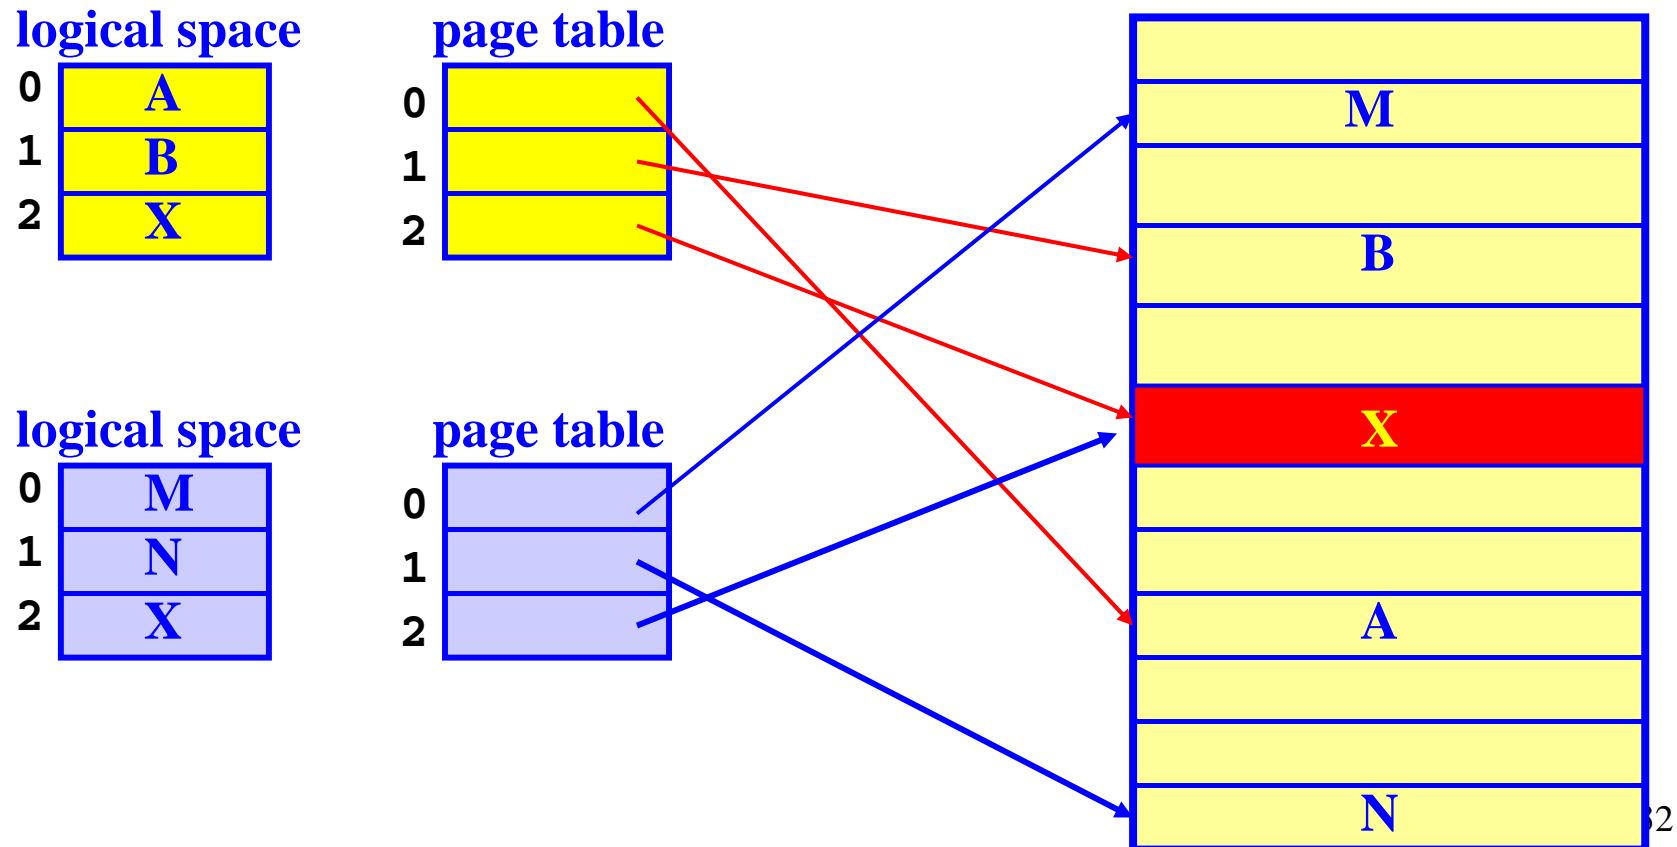 logical space
page table
0 A
1 B
2 X
0
1
2
logical space
page table
0 M
1 N
2 X
0
1
2
M
B
X
A
N